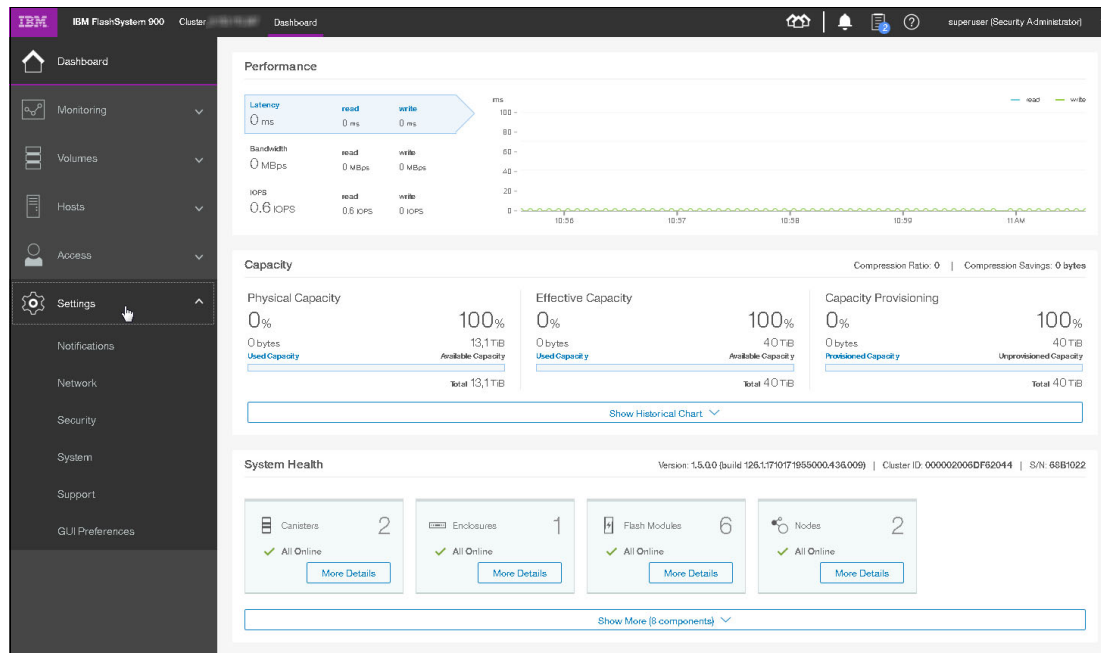 IBM
IBM FlashSystem 900 Cluster Dashboard
2
superuser (Security Administrator)
Dashboard
Monitoring
Volumes
Hosts
Access
Settings
Notifications
Network
Security
System
Support
GUI Preferences
Performance
Latency read write
0 ms 0 ms 0 ms
Bandwidth read write
0 MBps 0 MBps 0 MBps
IOPS read write
0.6 IOPS 0.6 IOPS 0 IOPS
ms
read write
100
80
60
40
20
0
10:56 10:57 10:58 10:59 11 AM
Capacity
Compression Ratio: 0 | Compression Savings: 0 bytes
Physical Capacity
0% 100%
0 bytes 13,1 TiB
Used Capacity Available Capacity
Total 13,1 TiB
Effective Capacity
0% 100%
0 bytes 40 TiB
Used Capacity Available Capacity
Total 40 TiB
Capacity Provisioning
0% 100%
0 bytes 40 TiB
Provisioned Capacity Unprovisioned Capacity
Total 40 TiB
Show Historical Chart
System Health
Version: 1.5.0.0 (build 126.1.1710171955000.436.009) | Cluster ID: 000002006DF62044 | S/N: 68B1022
Canisters 2
All Online
More Details
Enclosures 1
All Online
More Details
Flash Modules 6
All Online
More Details
Nodes 2
All Online
More Details
Show More (8 components)